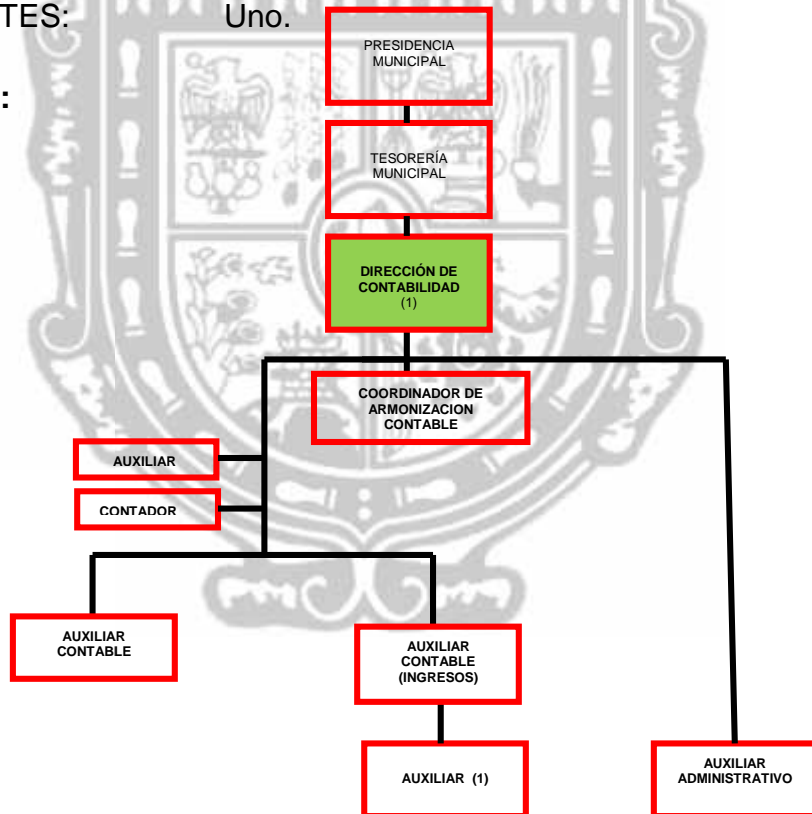 TES: Uno.
:
PRESIDENCIA
MUNICIPAL
TESORERÍA
MUNICIPAL
DIRECCIÓN DE
CONTABILIDAD
(1)
COORDINADOR DE
ARMONIZACION
CONTABLE
AUXILIAR
CONTADOR
AUXILIAR
CONTABLE
AUXILIAR
CONTABLE
(INGRESOS)
AUXILIAR (1)
AUXILIAR
ADMINISTRATIVO